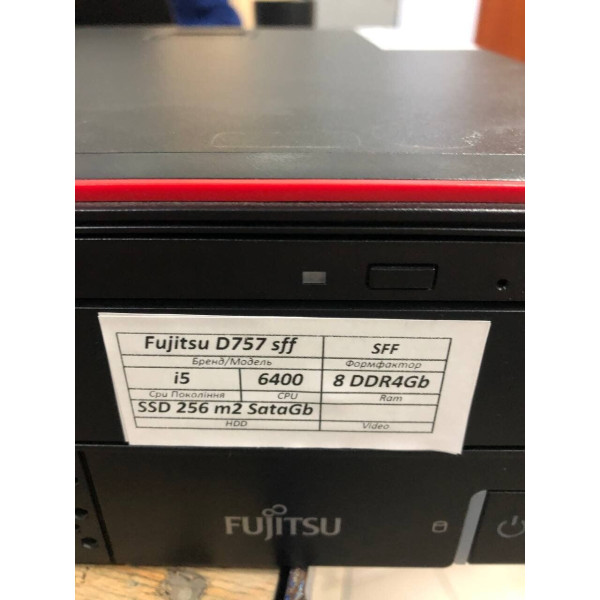 Fujitsu D757 sff SFF
Бренд/Модель Формфактор
i5 6400 8 DDR4Gb
Cpu Покоління CPU Ram
SSD 256 m2 SataGb
HDD Video
FUJITSU